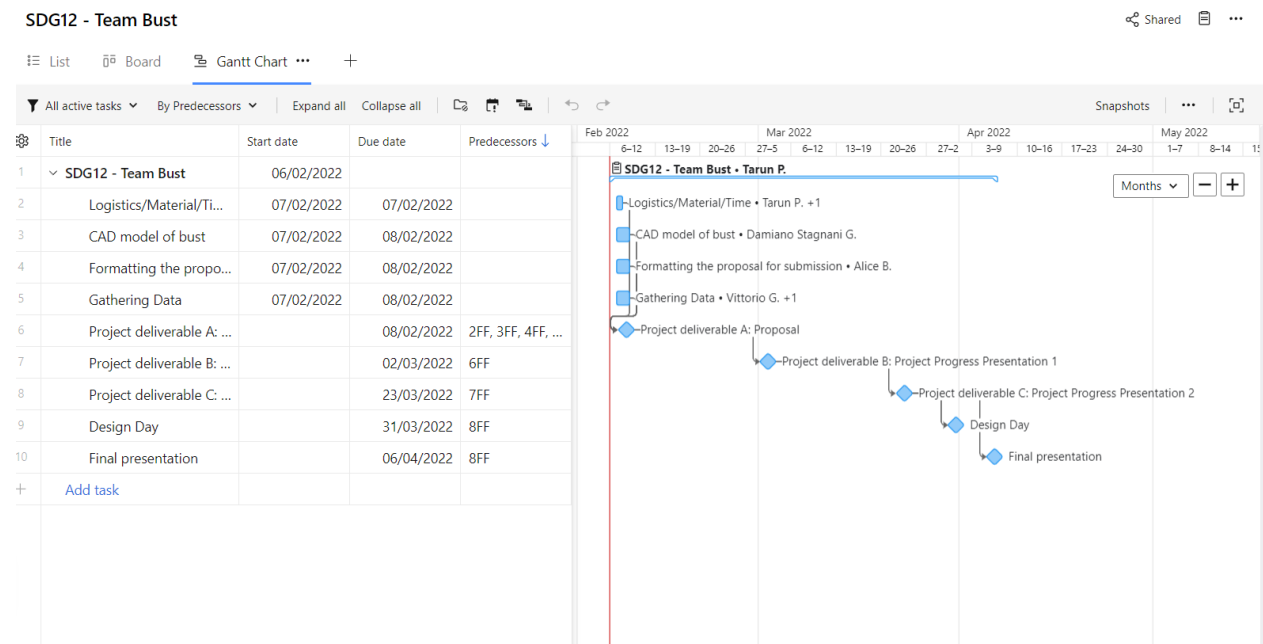 SDG12 - Team Bust
Shared
List Board Gantt Chart
All active tasks By Predecessors Expand all Collapse all Snapshots
Title Start date Due date Predecessors
Feb 2022 Mar 2022 Apr 2022 May 2022
6–12 13–19 20–26 27–5 6–12 13–19 20–26 27–2 3–9 10–16 17–23 24–30 1–7 8–14 15
Months
1 SDG12 - Team Bust 06/02/2022 SDG12 - Team Bust • Tarun P.
2 Logistics/Material/Ti... 07/02/2022 07/02/2022 Logistics/Material/Time • Tarun P. +1
3 CAD model of bust 07/02/2022 08/02/2022 CAD model of bust • Damiano Stagnani G.
4 Formatting the propo... 07/02/2022 08/02/2022 Formatting the proposal for submission • Alice B.
5 Gathering Data 07/02/2022 08/02/2022 Gathering Data • Vittorio G. +1
6 Project deliverable A: ... 08/02/2022 2FF, 3FF, 4FF, ... Project deliverable A: Proposal
7 Project deliverable B: ... 02/03/2022 6FF Project deliverable B: Project Progress Presentation 1
8 Project deliverable C: ... 23/03/2022 7FF Project deliverable C: Project Progress Presentation 2
9 Design Day 31/03/2022 8FF Design Day
10 Final presentation 06/04/2022 8FF Final presentation
Add task